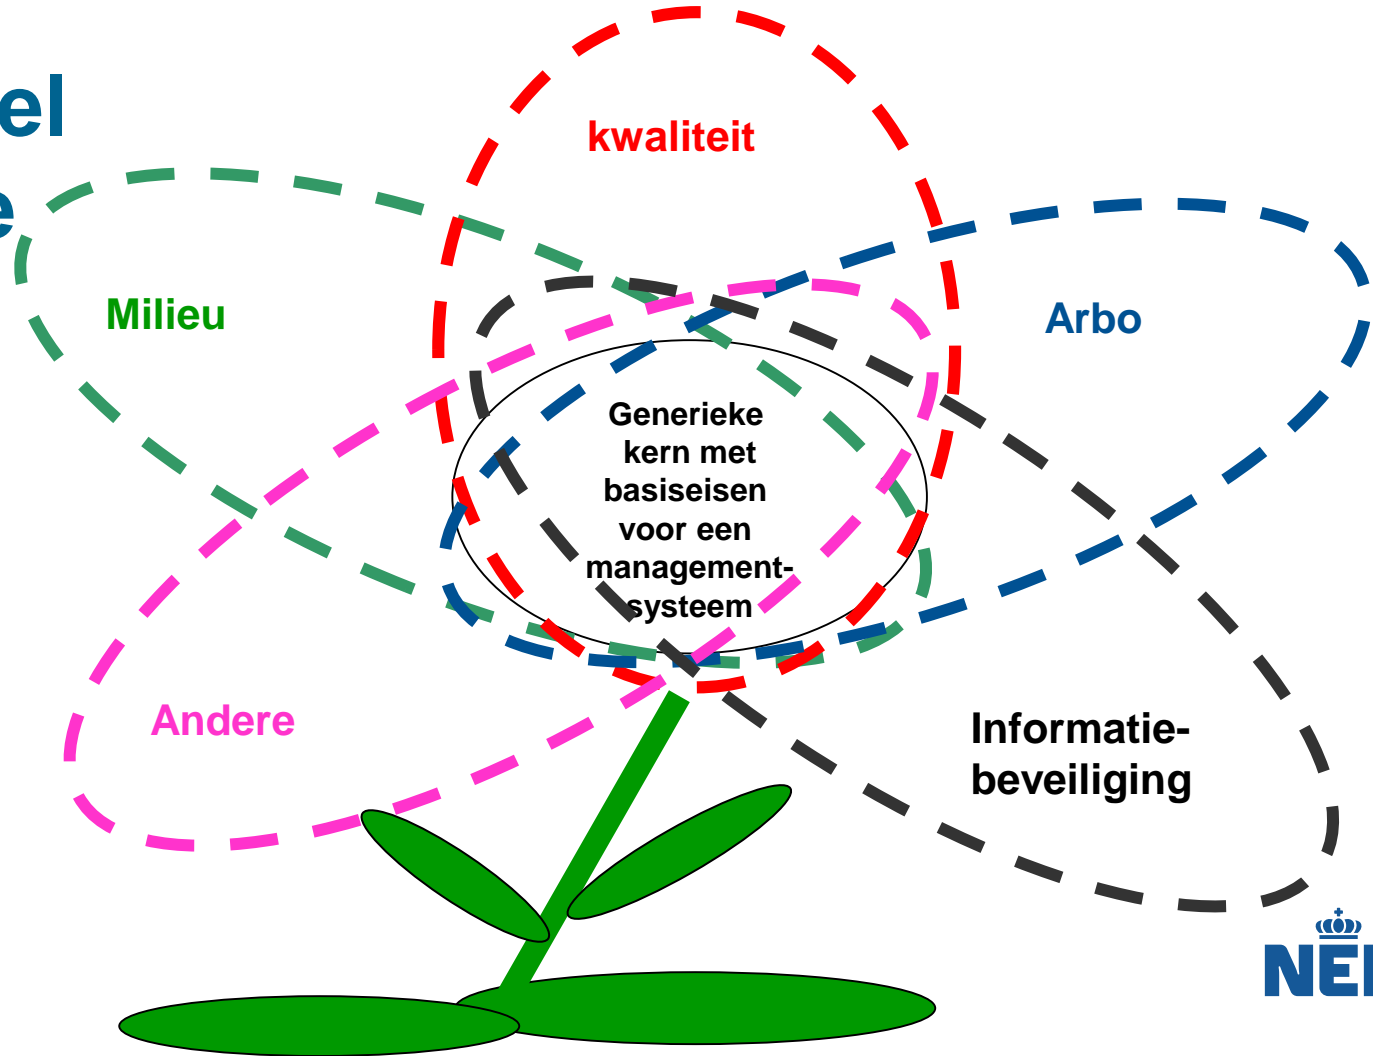 el
e
kwaliteit
Milieu
Arbo
Generieke
kern met
basiseisen
voor een
management-
systeem
Andere
Informatie-
beveiliging
NE